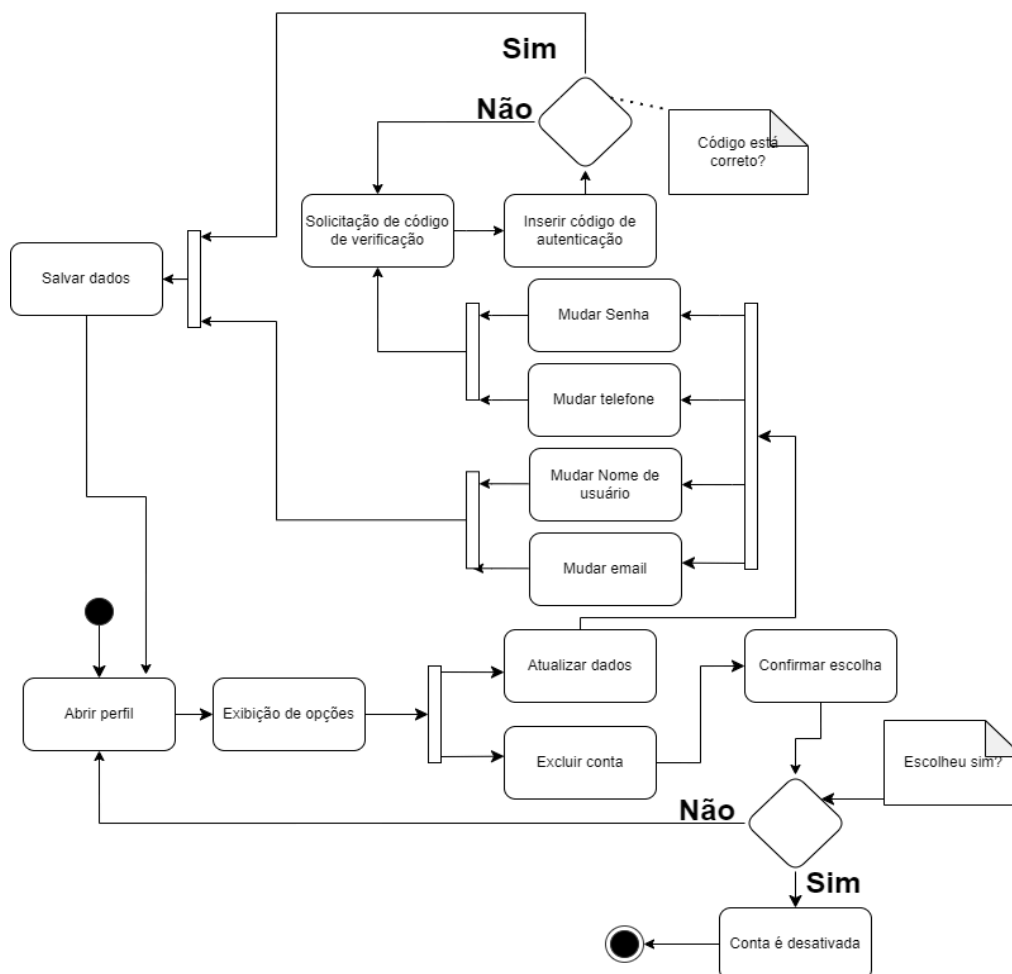 Sim
Não
Código está
correto?
Solicitação de código
de verificação
Inserir código de
autenticação
Salvar dados
Mudar Senha
Mudar telefone
Mudar Nome de
usuário
Mudar email
Atualizar dados
Confirmar escolha
Abrir perfil
Exibição de opções
Excluir conta
Escolheu sim?
Não
Sim
Conta é desativada